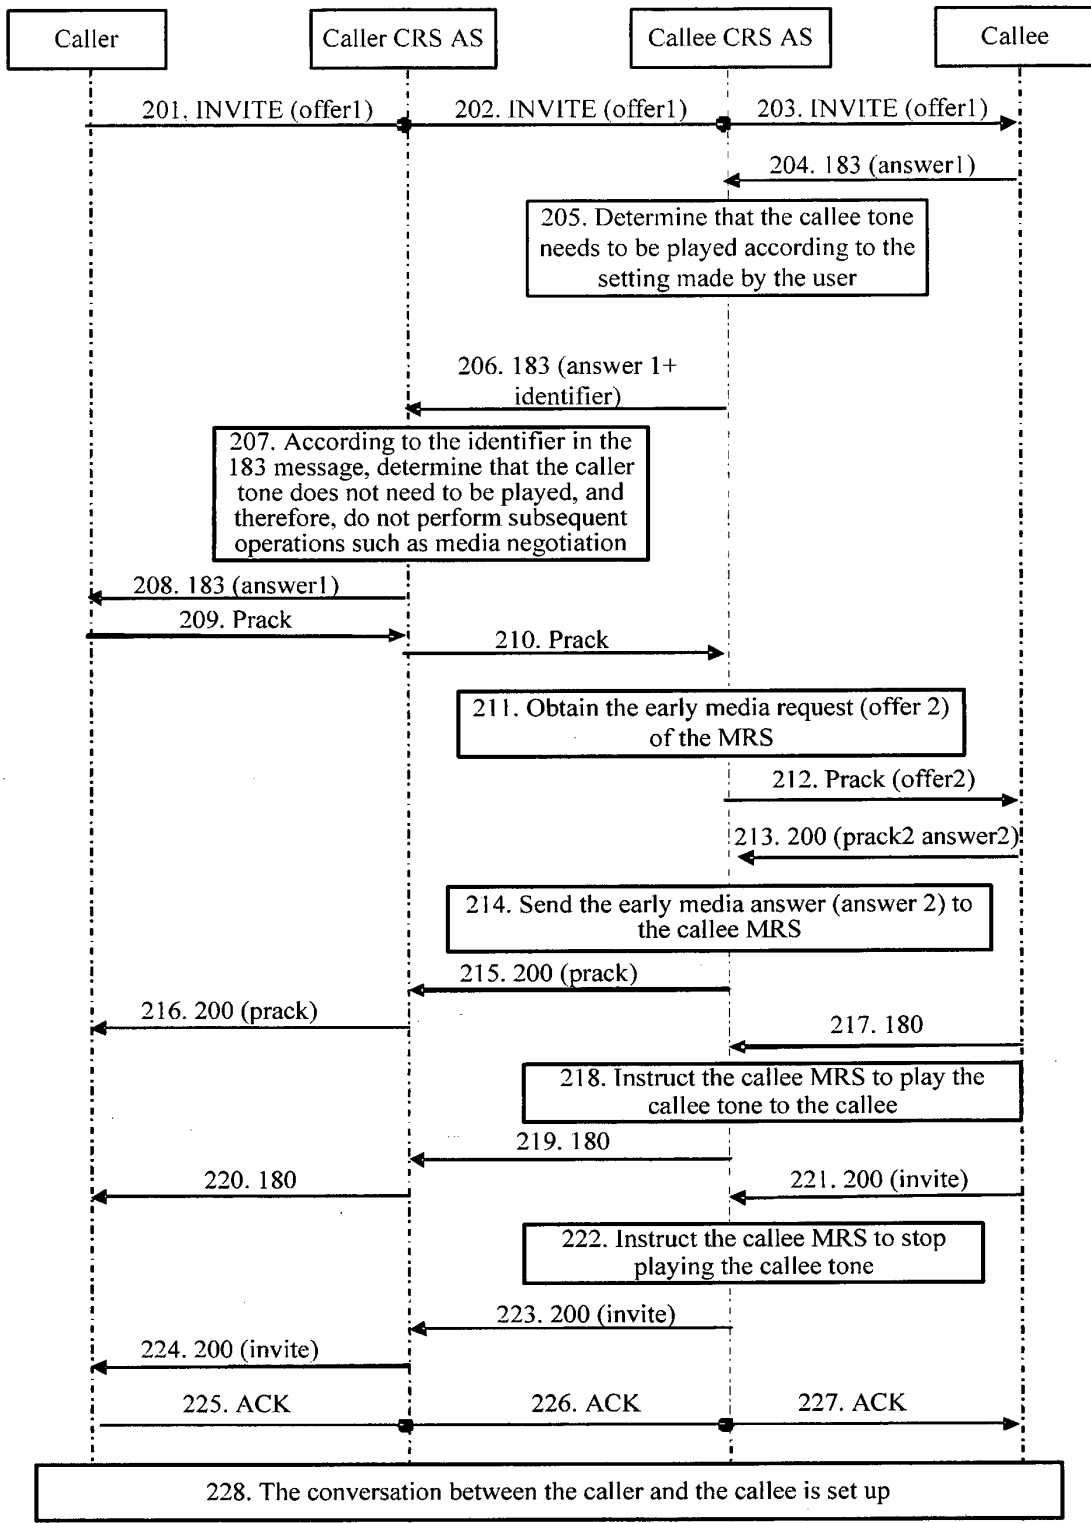 Caller
Caller CRS AS
Callee CRS AS
Callee
201. INVITE (offer1)
202. INVITE (offer1)
203. INVITE (offer1)
204. 183 (answer1)
205. Determine that the callee tone
needs to be played according to the
setting made by the user
206. 183 (answer 1+
identifier)
207. According to the identifier in the
183 message, determine that the caller
tone does not need to be played, and
therefore, do not perform subsequent
operations such as media negotiation
208. 183 (answer1)
209. Prack
210. Prack
211. Obtain the early media request (offer 2)
of the MRS
212. Prack (offer2)
213. 200 (prack2 answer2)
214. Send the early media answer (answer 2) to
the callee MRS
215. 200 (prack)
216. 200 (prack)
217. 180
218. Instruct the callee MRS to play the
callee tone to the callee
219. 180
220. 180
221. 200 (invite)
222. Instruct the callee MRS to stop
playing the callee tone
223. 200 (invite)
224. 200 (invite)
225. ACK
226. ACK
227. ACK
228. The conversation between the caller and the callee is set up